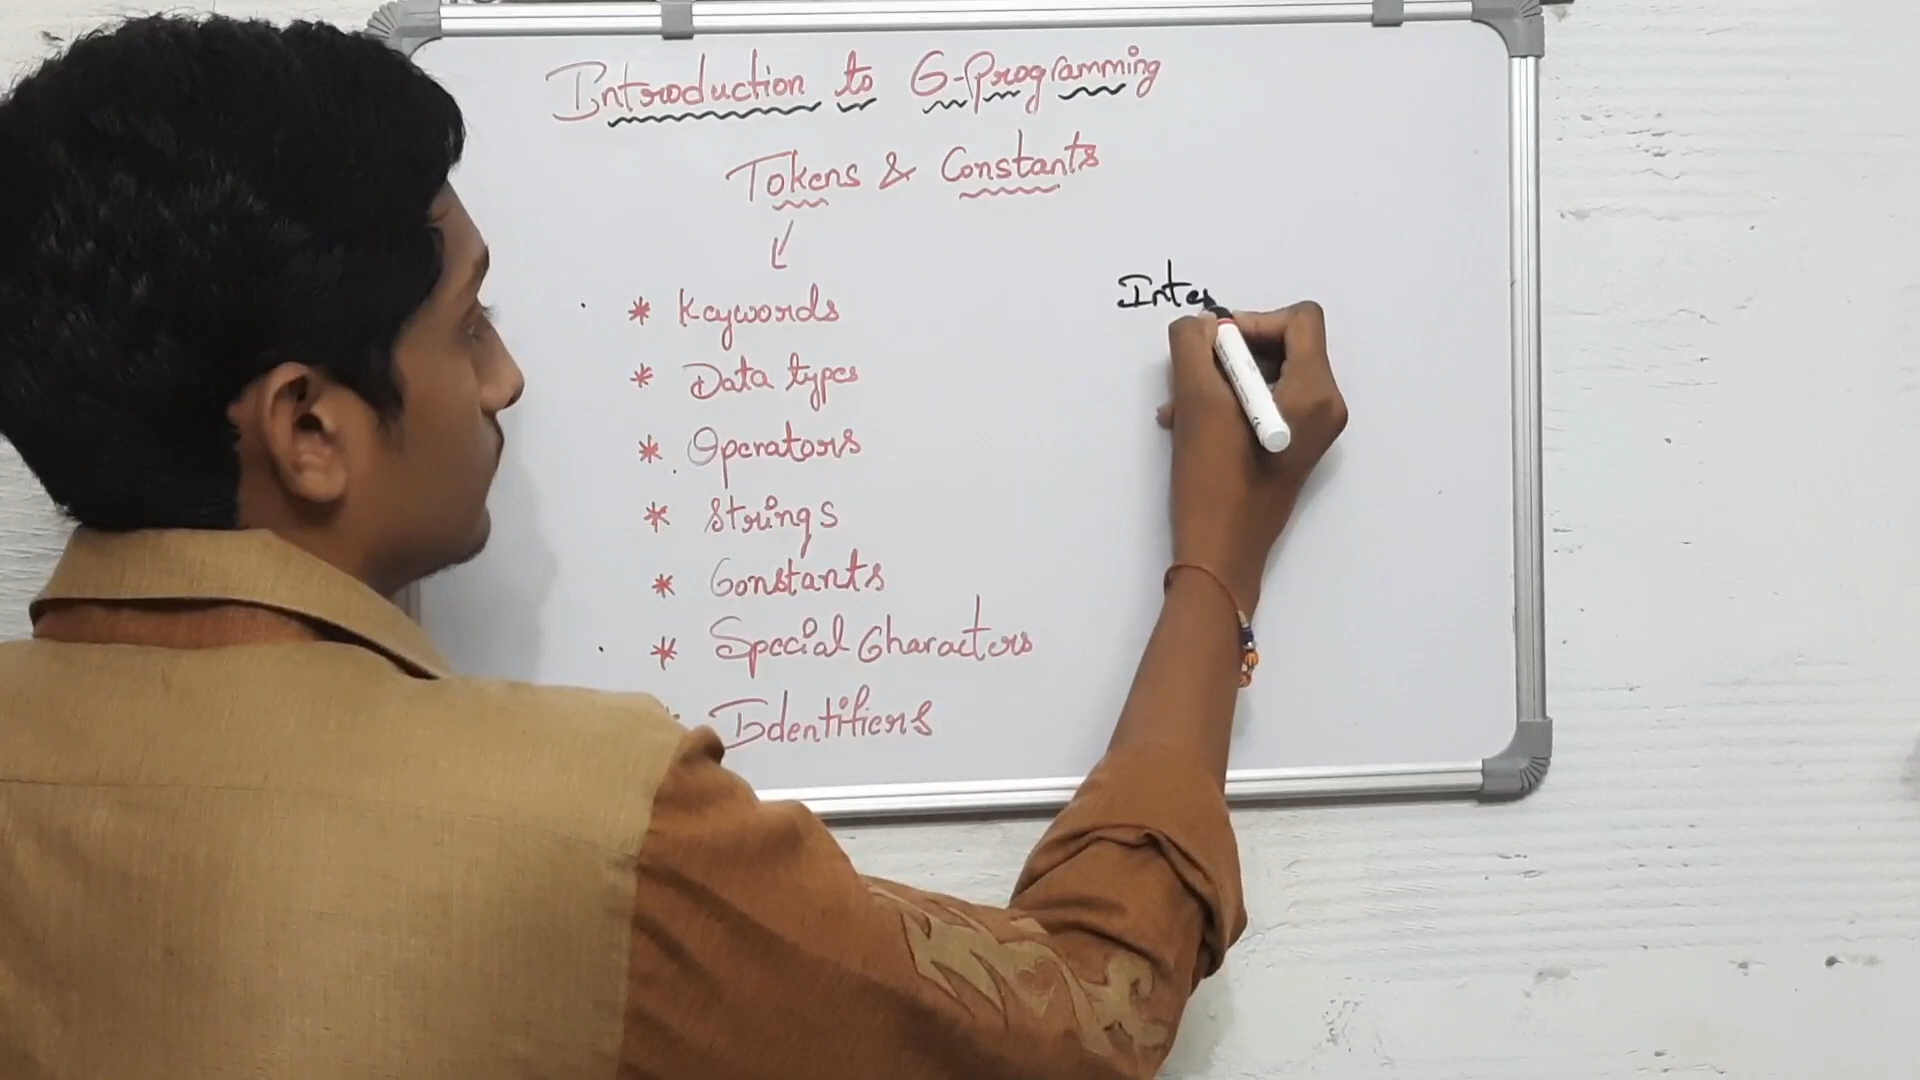 Introduction to C-Programming
Tokens & Constants
* Keywords
* Data types
* Operators
* Strings
* Constants
* Special Characters
* Identifiers
Inte